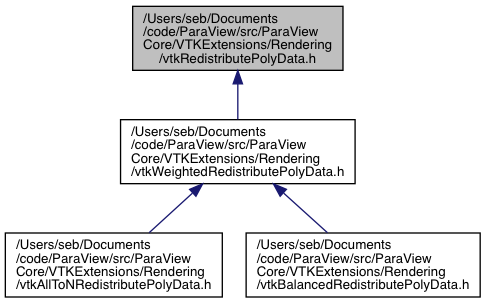 /Users/seb/Documents
/code/ParaView/src/ParaView
Core/VTKExtensions/Rendering
/vtkRedistributePolyData.h
/Users/seb/Documents
/code/ParaView/src/ParaView
Core/VTKExtensions/Rendering
/vtkWeightedRedistributePolyData.h
/Users/seb/Documents
/code/ParaView/src/ParaView
Core/VTKExtensions/Rendering
/vtkAllToNRedistributePolyData.h
/Users/seb/Documents
/code/ParaView/src/ParaView
Core/VTKExtensions/Rendering
/vtkBalancedRedistributePolyData.h